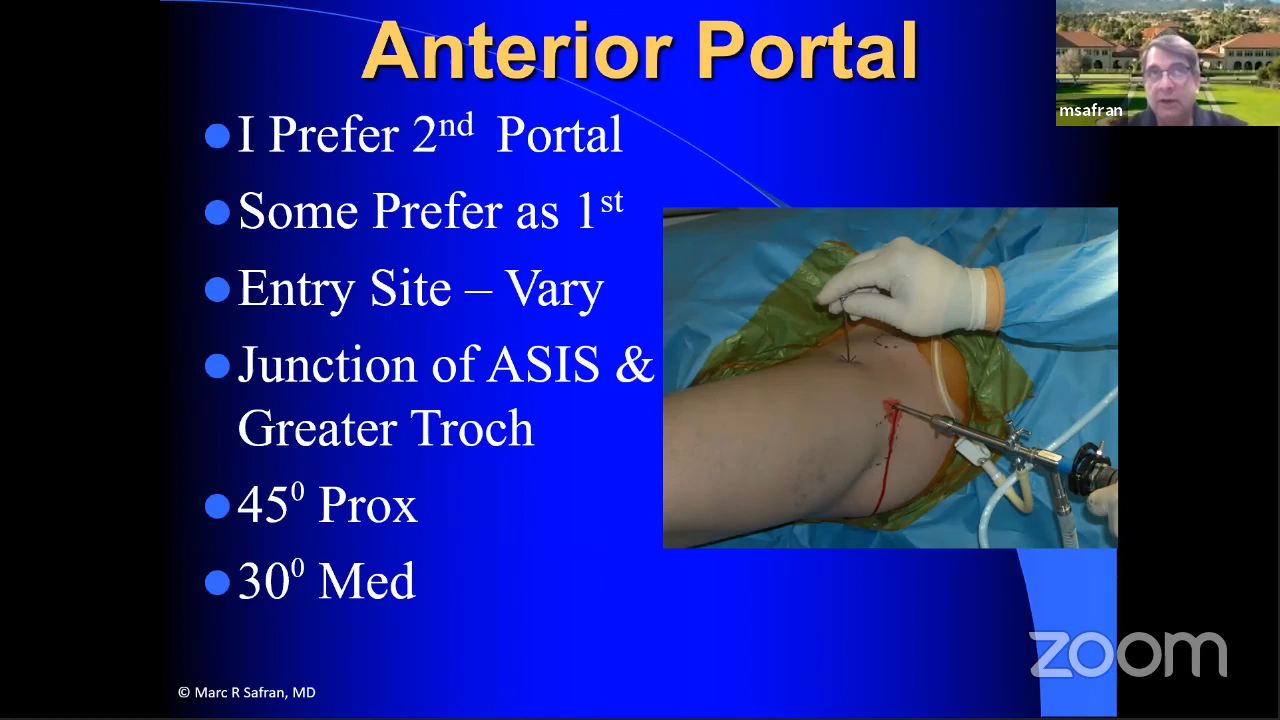 Anterior Portal
msafran
I Prefer 2nd Portal
Some Prefer as 1st
Entry Site – Vary
Junction of ASIS &
Greater Troch
45⁰ Prox
30⁰ Med
© Marc R Safran, MD
zoom